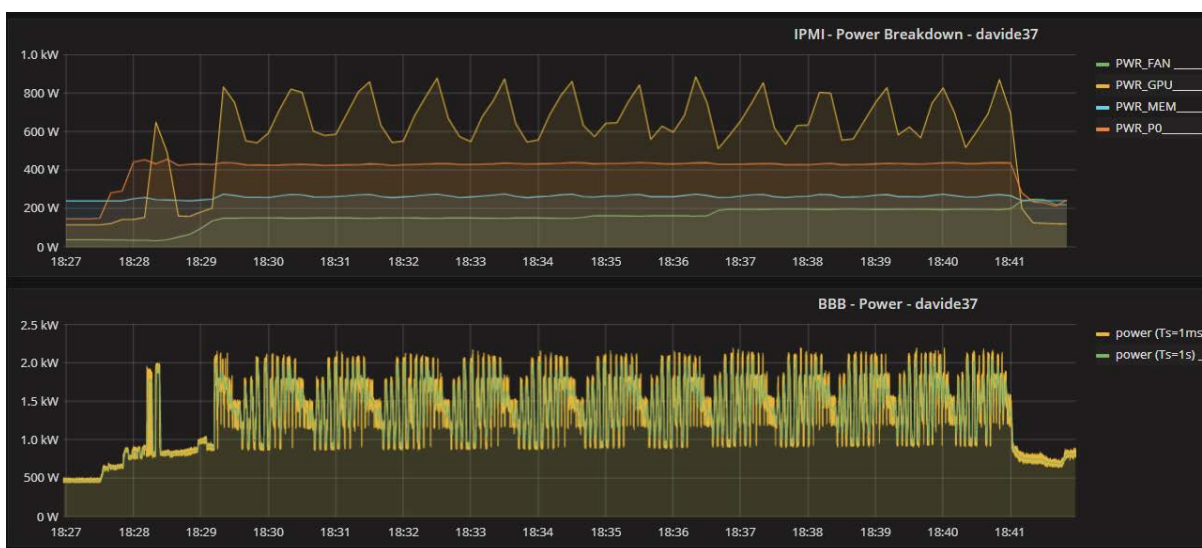 IPMI - Power Breakdown - davide37
1.0 kW
800 W
600 W
400 W
200 W
0 W
18:27 18:28 18:29 18:30 18:31 18:32 18:33 18:34 18:35 18:36 18:37 18:38 18:39 18:40 18:41
PWR_FAN
PWR_GPU
PWR_MEM
PWR_P0
BBB - Power - davide37
2.5 kW
2.0 kW
1.5 kW
1.0 kW
500 W
0 W
18:27 18:28 18:29 18:30 18:31 18:32 18:33 18:34 18:35 18:36 18:37 18:38 18:39 18:40 18:41
power (Ts=1ms
power (Ts=1s)